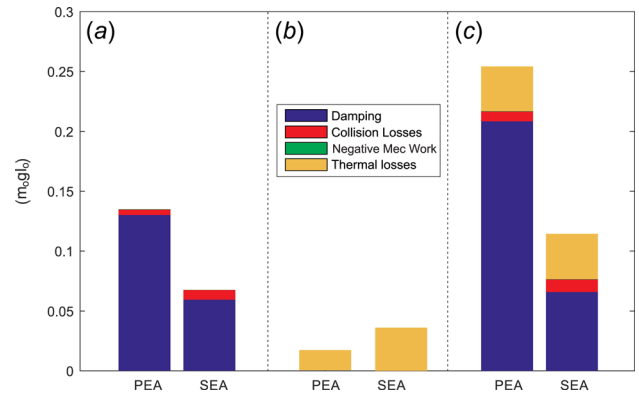 (a)
(b)
(c)
0.3
0.25
0.2
0.15
0.1
0.05
0
(m₀gl₀)
Damping
Collision Losses
Negative Mec Work
Thermal losses
PEA SEA PEA SEA PEA SEA